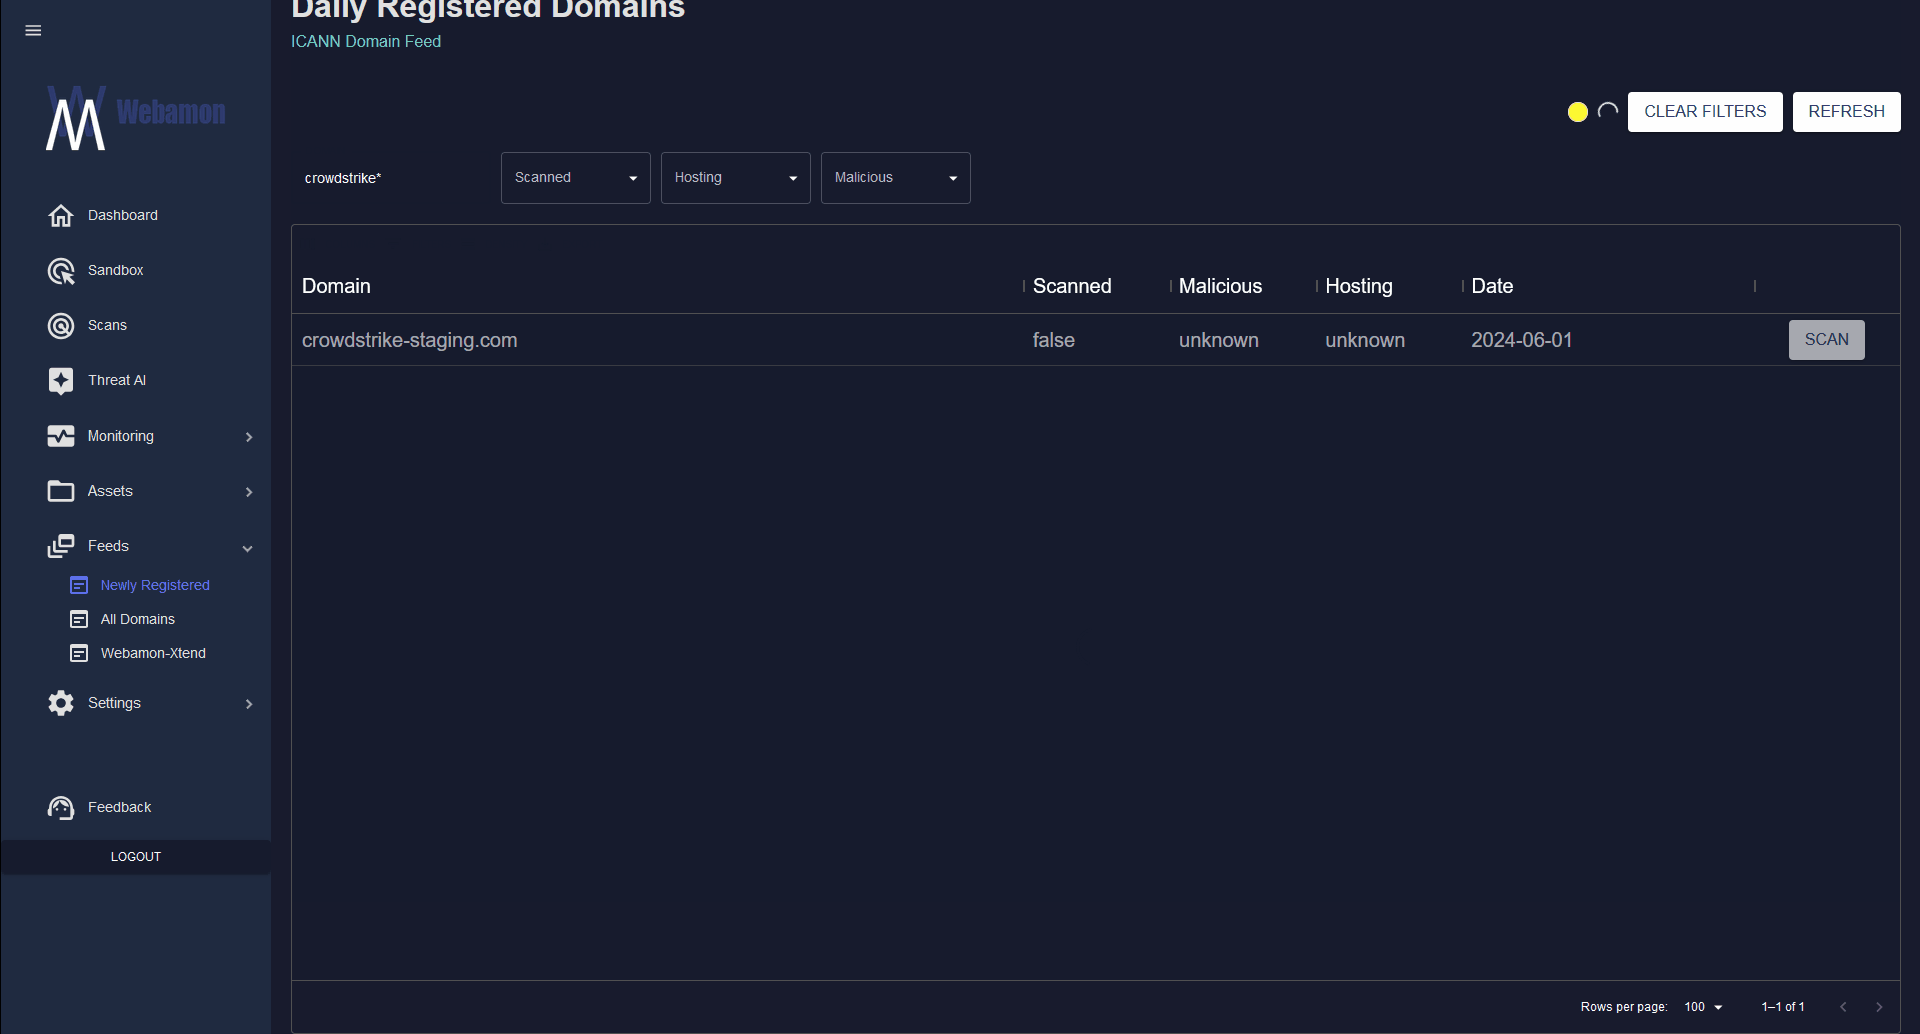 Daily Registered Domains
ICANN Domain Feed
Webamon
CLEAR FILTERS
REFRESH
crowdstrike*
Scanned
Hosting
Malicious
Dashboard
Sandbox
Scans
Threat AI
Monitoring
Assets
Feeds
Newly Registered
All Domains
Webamon-Xtend
Settings
Feedback
LOGOUT
Domain Scanned Malicious Hosting Date
crowdstrike-staging.com false unknown unknown 2024-06-01 SCAN
Rows per page: 100 1–1 of 1